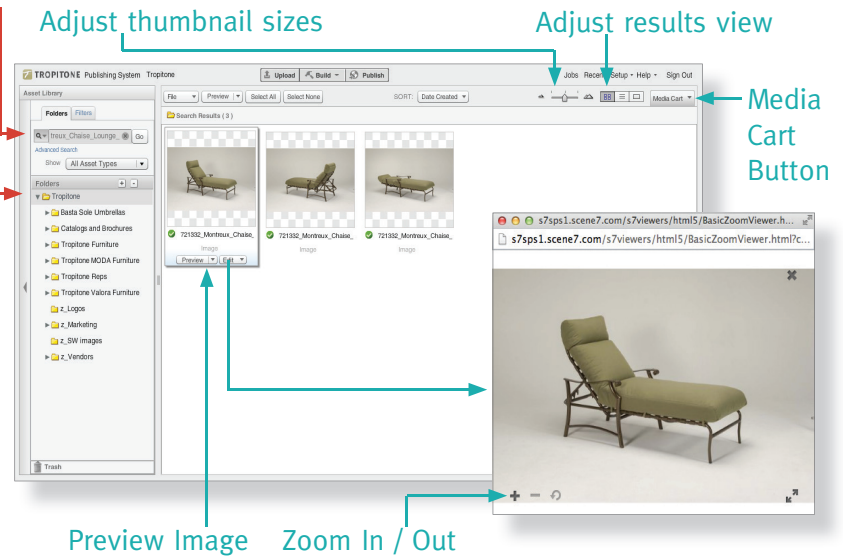 Adjust thumbnail sizes
Adjust results view
TROPITONE Publishing System Tropitone
Upload Build Publish
Jobs Recent Setup Help Sign Out
Asset Library
File Preview Select All Select None SORT: Date Created Media Cart
Folders Filters
Search Results ( 3 )
treux_Chaise_Lounge_ Go
Advanced Search
Show All Asset Types
Folders + -
Tropitone
Basta Sole Umbrellas
Catalogs and Brochures
Tropitone Furniture
Tropitone MODA Furniture
Tropitone Reps
Tropitone Valora Furniture
z_Logos
z_Marketing
z_SW images
z_Vendors
Trash
721332_Montreux_Chaise_
Image
Preview Edit
721332_Montreux_Chaise_
Image
721332_Montreux_Chaise_
Image
Media
Cart
Button
s7sps1.scene7.com/s7viewers/html5/BasicZoomViewer.h...
s7sps1.scene7.com/s7viewers/html5/BasicZoomViewer.html?c...
Preview Image
Zoom In / Out